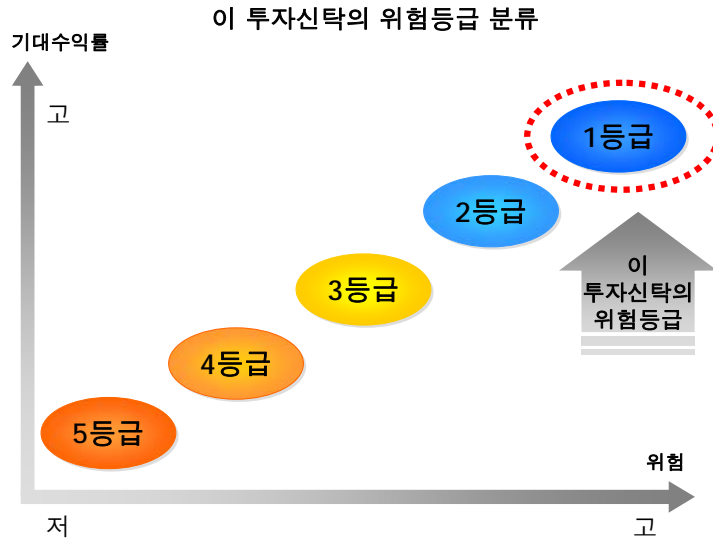 이 투자신탁의 위험등급 분류
기대수익률
고
1등급
2등급
3등급
4등급
5등급
이
투자신탁의
위험등급
위험
저
고